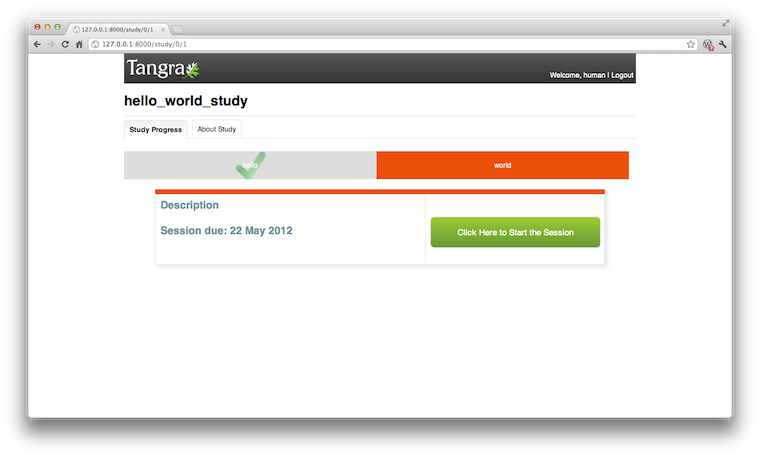 127.0.0.1:8000/study/0/1
127.0.0.1:8000/study/0/1
Tangra
Welcome, human | Logout
hello_world_study
Study Progress
About Study
hello
world
Description
Session due: 22 May 2012
Click Here to Start the Session